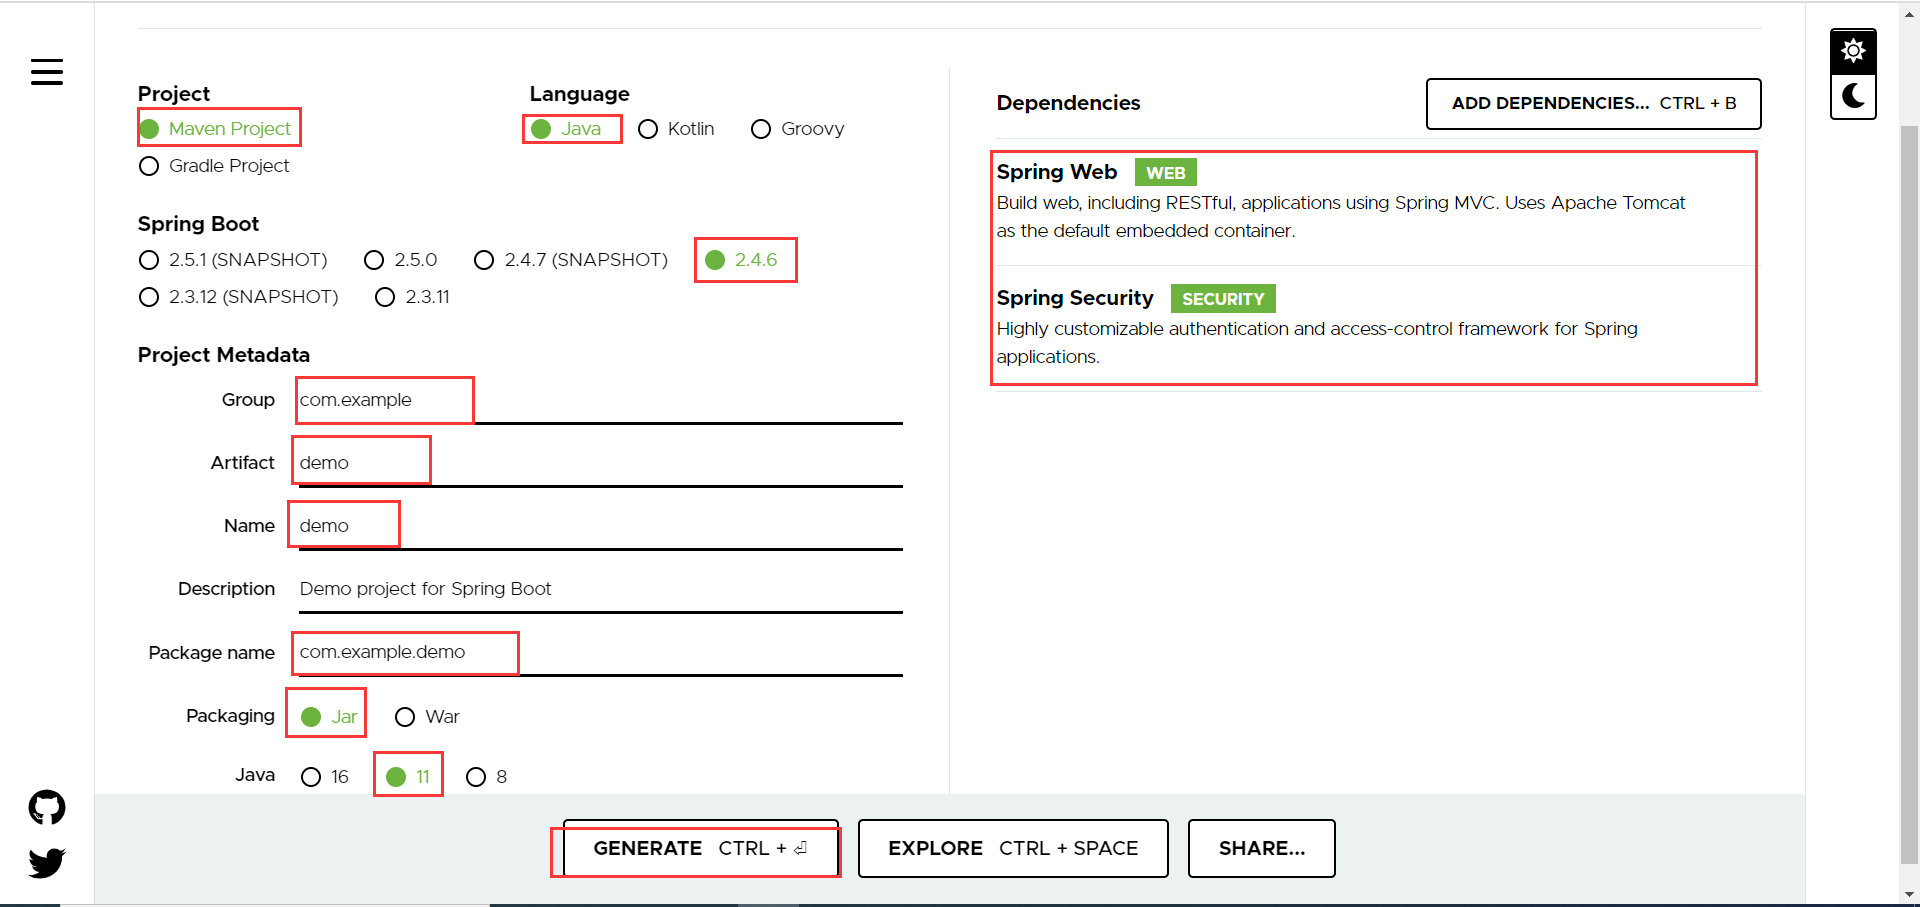 Project
Maven Project
Gradle Project
Language
Java Kotlin Groovy
Spring Boot
2.5.1 (SNAPSHOT) 2.5.0 2.4.7 (SNAPSHOT) 2.4.6
2.3.12 (SNAPSHOT) 2.3.11
Project Metadata
Group com.example
Artifact demo
Name demo
Description Demo project for Spring Boot
Package name com.example.demo
Packaging Jar War
Java 16 11 8
Dependencies
ADD DEPENDENCIES... CTRL + B
Spring Web WEB
Build web, including RESTful, applications using Spring MVC. Uses Apache Tomcat
as the default embedded container.
Spring Security SECURITY
Highly customizable authentication and access-control framework for Spring
applications.
GENERATE CTRL + ⏎
EXPLORE CTRL + SPACE
SHARE...